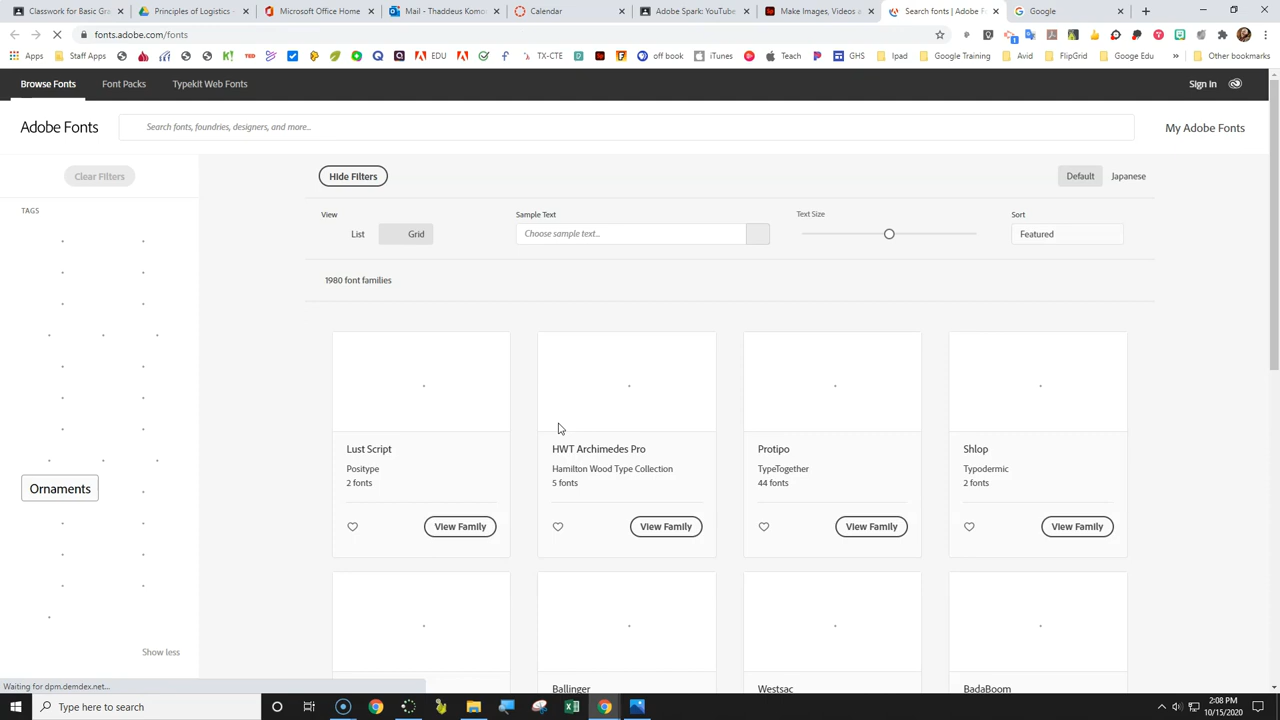 Classwork for Basic Gra
Principles of Logistics
Microsoft Office Home
Mail - Thaddeus Komo
Calendar
Adobe Spark: YouTube
Make Images, Videos a
Search fonts | Adobe F
Google
fonts.adobe.com/fonts
Apps
Staff Apps
TED
EDU
TX-CTE
off book
iTunes
Teach
GHS
Ipad
Google Training
Avid
FlipGrid
Googe Edu
»
Other bookmarks
Browse Fonts
Font Packs
Typekit Web Fonts
Sign In
Adobe Fonts
Search fonts, foundries, designers, and more...
My Adobe Fonts
Clear Filters
Hide Filters
Default
Japanese
TAGS
View
Sample Text
Text Size
Sort
List
Grid
Choose sample text...
Featured
1980 font families
Lust Script
Positype
2 fonts
View Family
HWT Archimedes Pro
Hamilton Wood Type Collection
5 fonts
View Family
Protipo
TypeTogether
44 fonts
View Family
Shlop
Typodermic
2 fonts
View Family
Ornaments
Show less
Ballinger
Westsac
BadaBoom
Waiting for dpm.demdex.net...
Type here to search
2:08 PM
10/15/2020